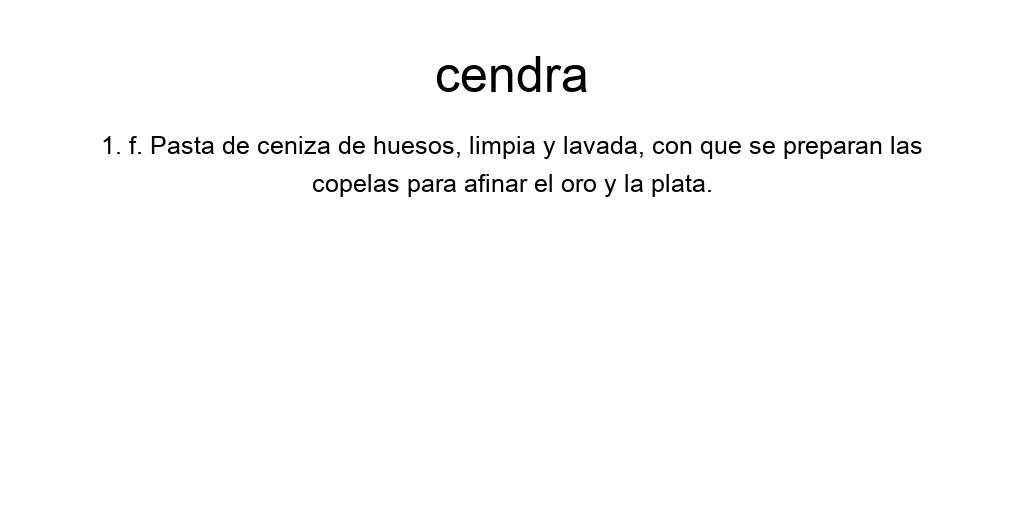 cendra
1. f. Pasta de ceniza de huesos, limpia y lavada, con que se preparan las
copelas para afinar el oro y la plata.